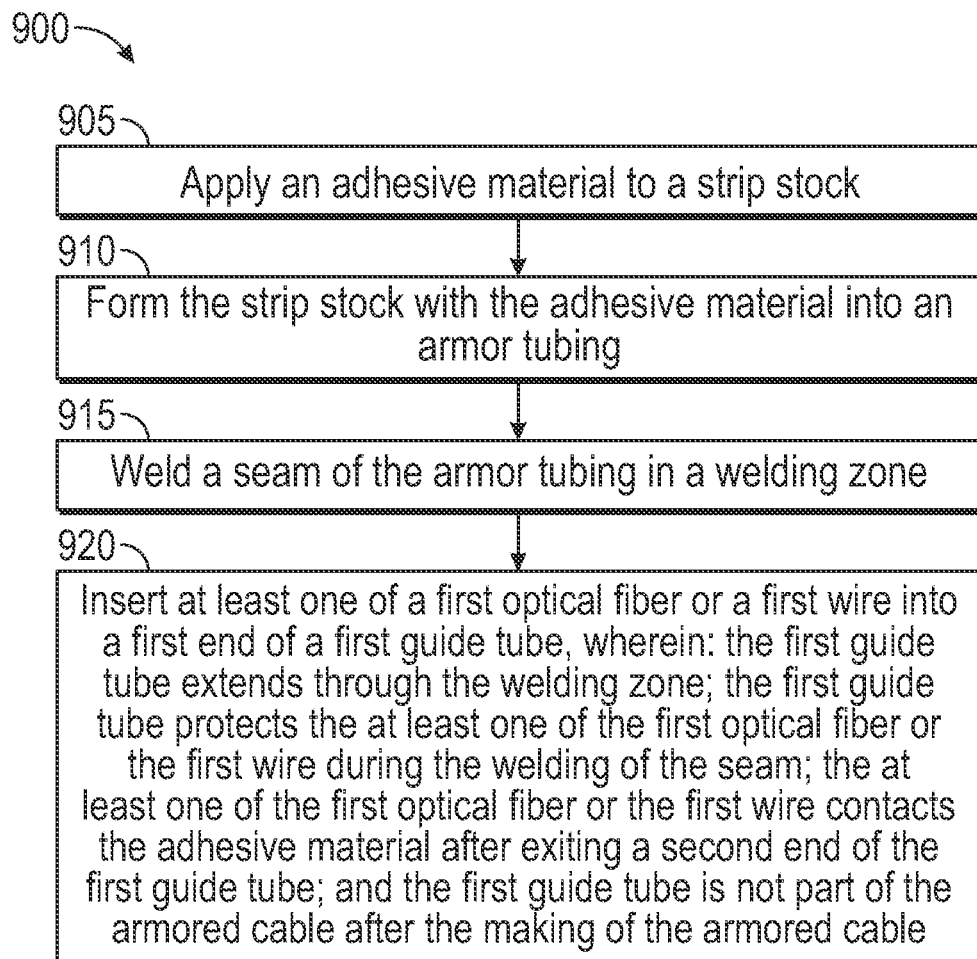 900
905
Apply an adhesive material to a strip stock
910
Form the strip stock with the adhesive material into an
armor tubing
915
Weld a seam of the armor tubing in a welding zone
920
Insert at least one of a first optical fiber or a first wire into
a first end of a first guide tube, wherein: the first guide
tube extends through the welding zone; the first guide
tube protects the at least one of the first optical fiber or
the first wire during the welding of the seam; the at
least one of the first optical fiber or the first wire contacts
the adhesive material after exiting a second end of the
first guide tube; and the first guide tube is not part of the
armored cable after the making of the armored cable